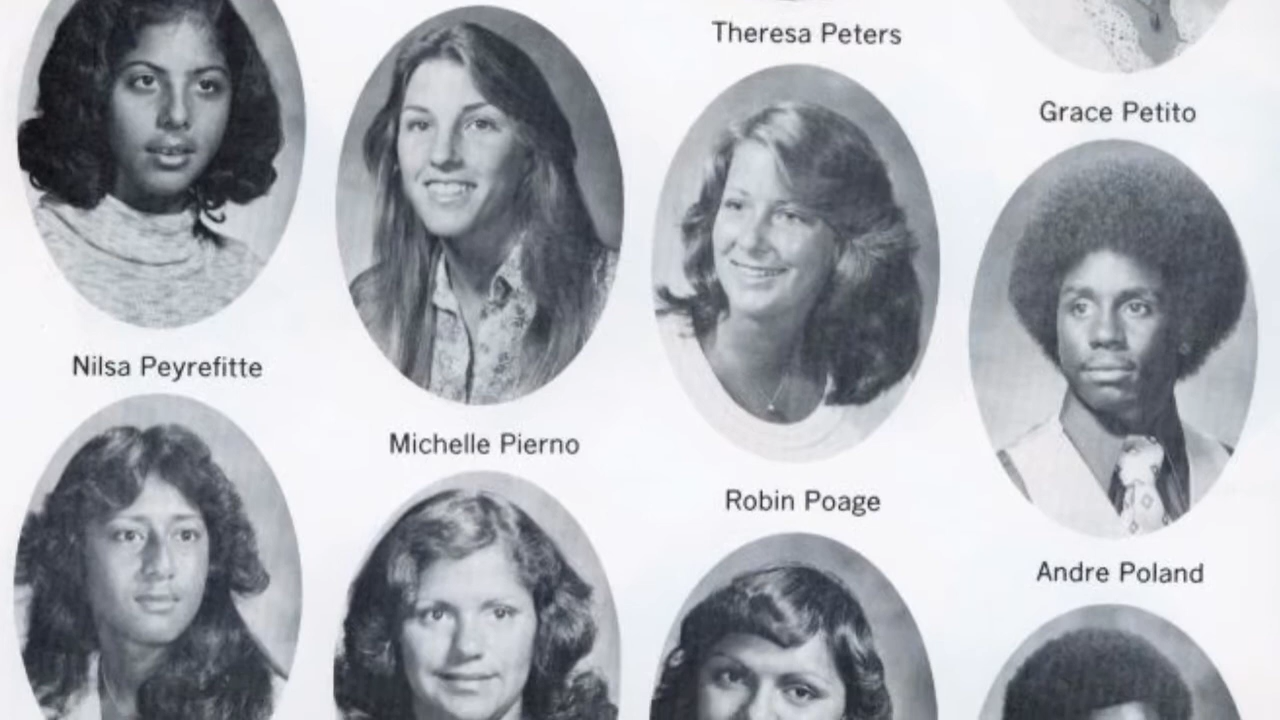 Theresa Peters
Grace Petito
Nilsa Peyrefitte
Michelle Pierno
Robin Poage
Andre Poland